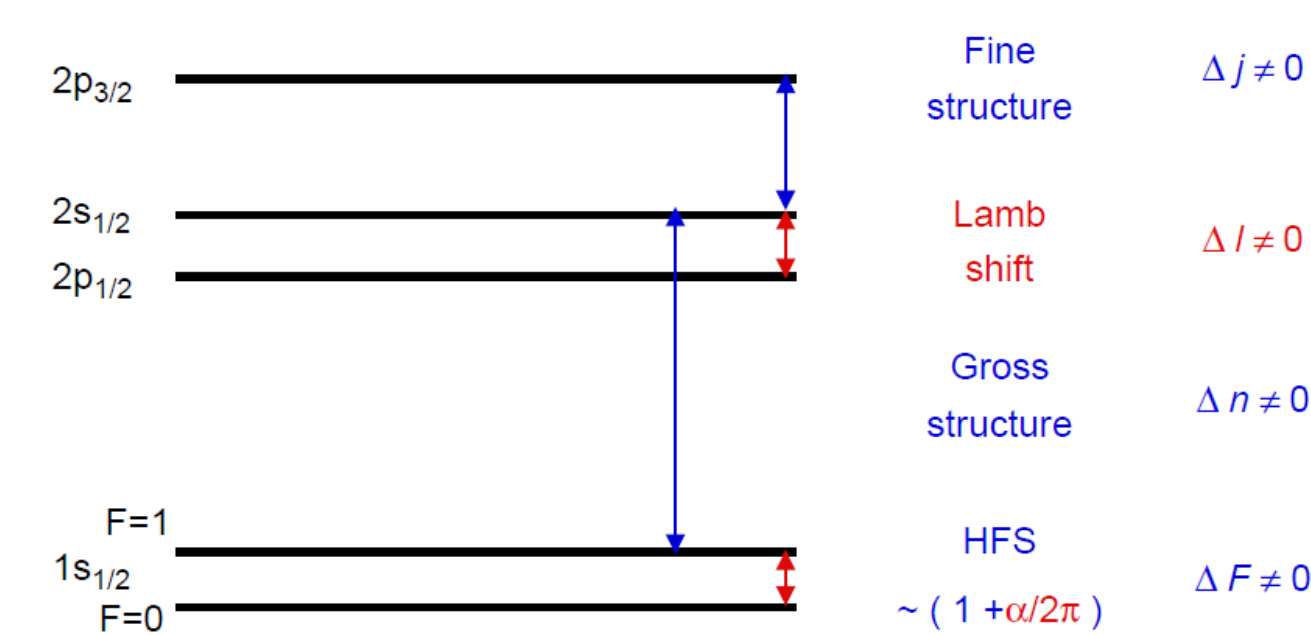 Fine
structure
Δ j ≠ 0
2p3/2
2s1/2
Lamb
shift
Δ l ≠ 0
2p1/2
Gross
structure
Δ n ≠ 0
F=1
1s1/2
F=0
HFS
~ ( 1 +α/2π )
Δ F ≠ 0